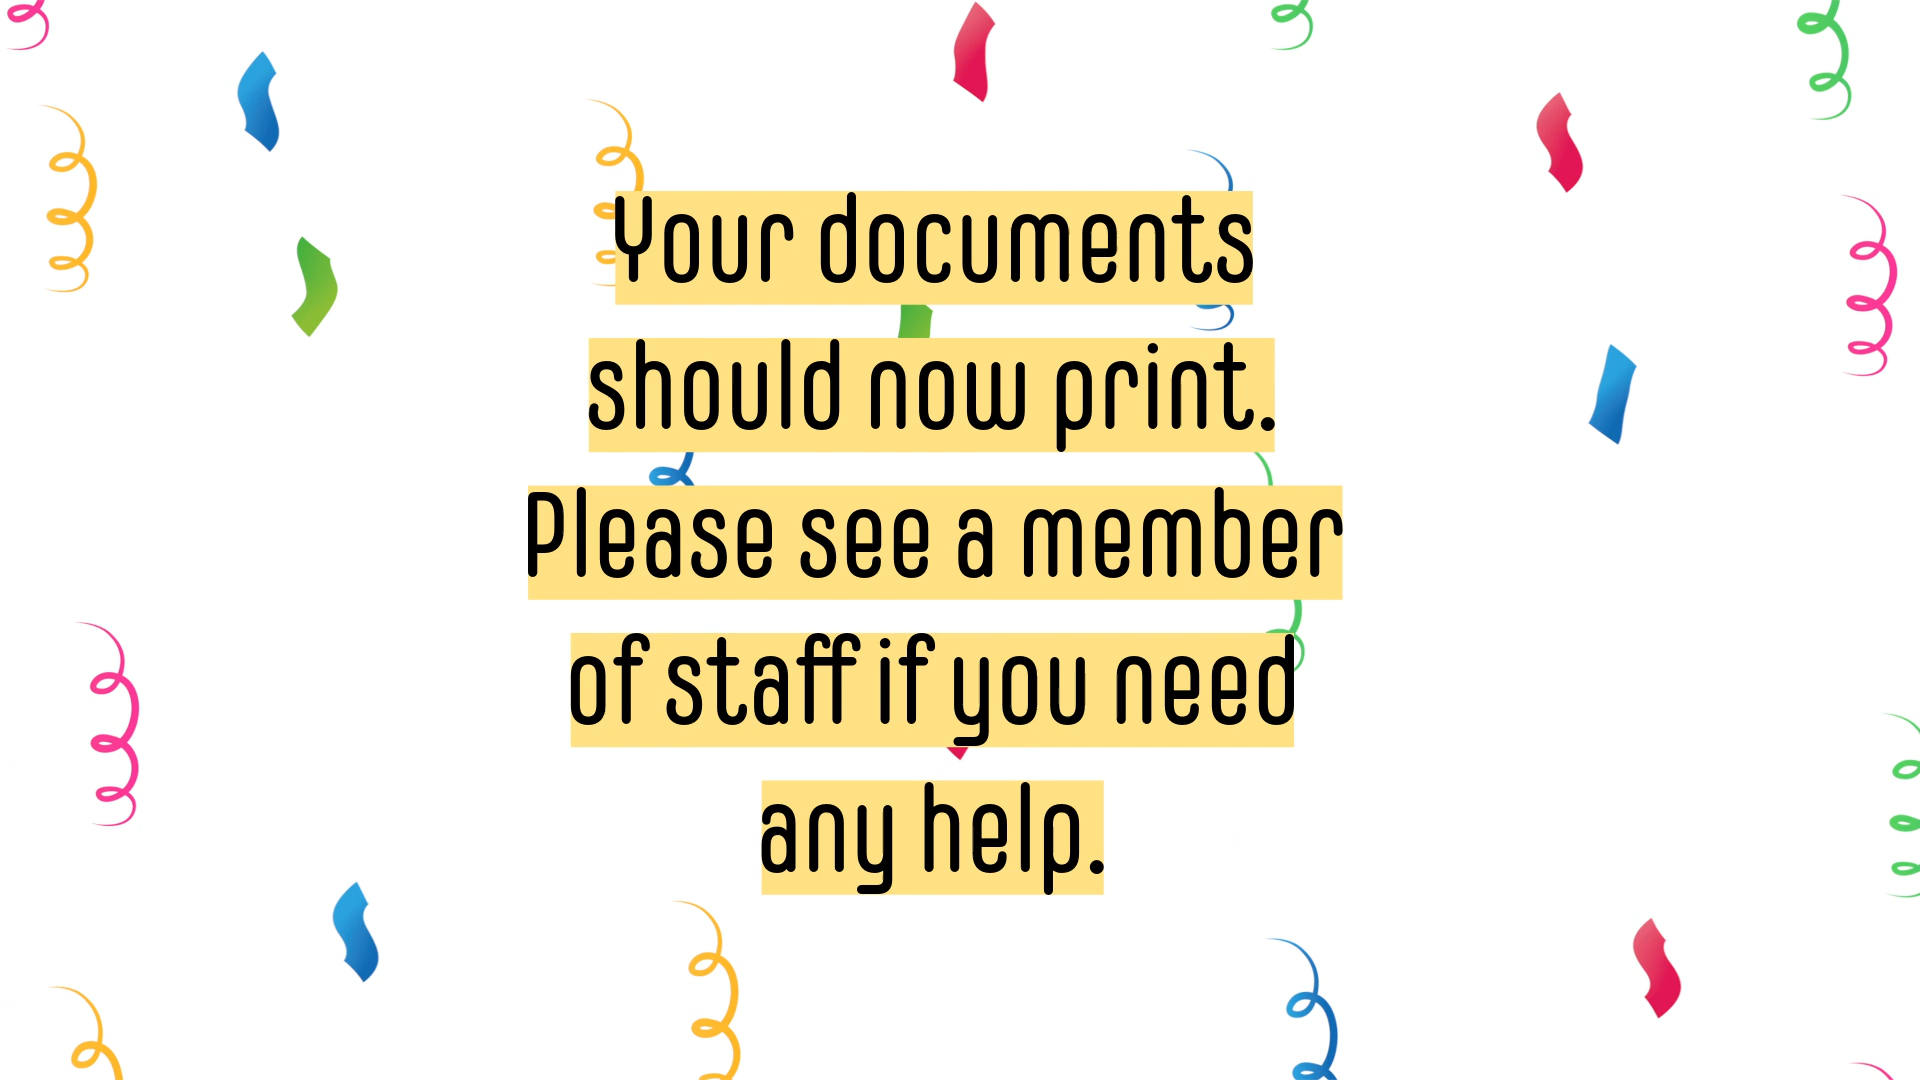 Your documents
should now print.
Please see a member
of staff if you need
any help.